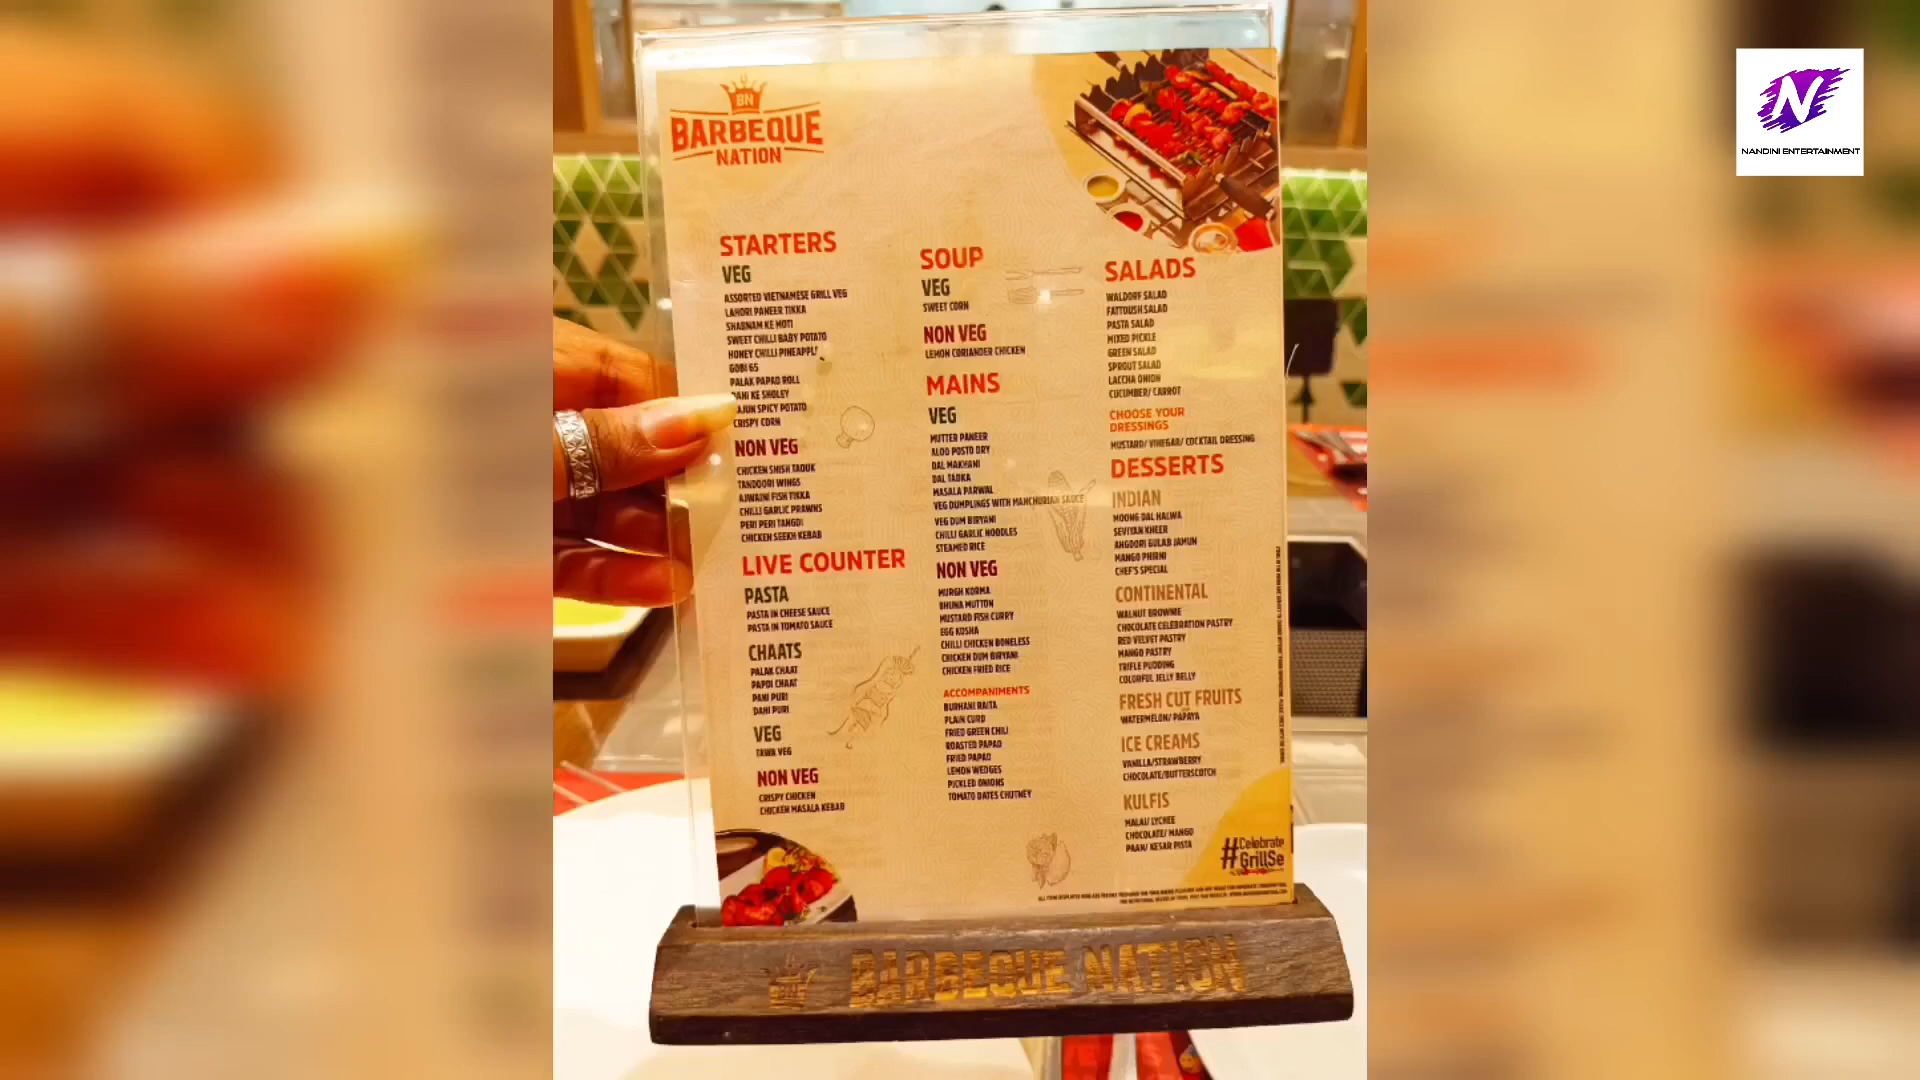 BN
BARBEQUE
NATION
STARTERS
VEG
ASSORTED VIETNAMESE GRILL VEG
LAHORI PANEER TIKKA
SHABNAM KE MOTI
SWEET CHILLI BABY POTATO
HONEY CHILLI PINEAPPLE
GOBI 65
PALAK PAPAD ROLL
DAHI KE SHOLEY
CAJUN SPICY POTATO
CRISPY CORN
NON VEG
CHICKEN SHISH TAOUK
TANDOORI WINGS
AJWAINI FISH TIKKA
CHILLI GARLIC PRAWNS
PERI PERI TANGDI
CHICKEN SEEKH KEBAB
LIVE COUNTER
PASTA
PASTA IN CHEESE SAUCE
PASTA IN TOMATO SAUCE
CHAATS
PALAK CHAAT
PAPDI CHAAT
PANI PURI
DAHI PURI
VEG
TAWA VEG
NON VEG
CRISPY CHICKEN
CHICKEN MASALA KEBAB
SOUP
VEG
SWEET CORN
NON VEG
LEMON CORIANDER CHICKEN
MAINS
VEG
MUTTER PANEER
ALOO POSTO DRY
DAL MAKHANI
DAL TADKA
MASALA PARWAL
VEG DUMPLINGS WITH MANCHURIAN SAUCE
VEG DUM BIRYANI
CHILLI GARLIC NOODLES
STEAMED RICE
NON VEG
MURGH KORMA
BHUNA MUTTON
MUSTARD FISH CURRY
EGG KOSHA
CHILLI CHICKEN BONELESS
CHICKEN DUM BIRYANI
CHICKEN FRIED RICE
ACCOMPANIMENTS
BURHANI RAITA
PLAIN CURD
FRIED GREEN CHILI
ROASTED PAPAD
FRIED PAPAD
LEMON WEDGES
PICKLED ONIONS
TOMATO DATES CHUTNEY
SALADS
WALDORF SALAD
FATTOUSH SALAD
PASTA SALAD
MIXED PICKLE
GREEN SALAD
SPROUT SALAD
LACCHA ONION
CUCUMBER/ CARROT
CHOOSE YOUR
DRESSINGS
MUSTARD/ VINEGAR/ COCKTAIL DRESSING
DESSERTS
INDIAN
MOONG DAL HALWA
SEVIYAN KHEER
ANGOORI GULAB JAMUN
MANGO PHIRNI
CHEF'S SPECIAL
CONTINENTAL
WALNUT BROWNIE
CHOCOLATE CELEBRATION PASTRY
RED VELVET PASTRY
MANGO PASTRY
TRIFLE PUDDING
COLORFUL JELLY BELLY
FRESH CUT FRUITS
WATERMELON/ PAPAYA
ICE CREAMS
VANILLA/STRAWBERRY
CHOCOLATE/BUTTERSCOTCH
KULFIS
MALAI/ LYCHEE
CHOCOLATE/ MANGO
PAAN/ KESAR PISTA
#Celebrate
GrillSe
BN BARBEQUE NATION
N
NANDINI ENTERTAINMENT